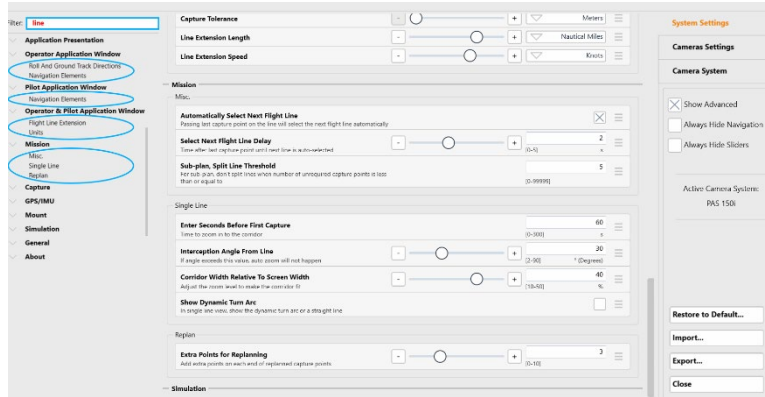 Filter: line
Application Presentation
Operator Application Window
Roll And Ground Track Directions
Navigation Elements
Pilot Application Window
Navigation Elements
Operator & Pilot Application Window
Flight Line Extension
Units
Mission
Misc.
Single Line
Replan
Capture
GPS/IMU
Mount
Simulation
General
About
Capture Tolerance - + Meters
Line Extension Length - + Nautical Miles
Line Extension Speed - + Knots
Mission
Misc.
Automatically Select Next Flight Line
Passing last capture point on the line will select the next flight line automatically
Select Next Flight Line Delay - + 2
Time after last capture point until next line is auto-selected [0-5] s
Sub-plan, Split Line Threshold 5
For sub-plan, don't split lines when number of unrequired capture points is less
than or equal to [0-99999]
Single Line
Enter Seconds Before First Capture 60
Time to zoom in to the corridor [0-300] s
Interception Angle From Line - + 30
If angle exceeds this value, auto zoom will not happen [2-90] ° (Degrees)
Corridor Width Relative To Screen Width - + 40
Adjust the zoom level to make the corridor fit [10-50] %
Show Dynamic Turn Arc
In single line view, show the dynamic turn arc or a straight line
Replan
Extra Points for Replanning - + 3
Add extra points on each end of replanned capture points [0-10]
Simulation
System Settings
Cameras Settings
Camera System
Show Advanced
Always Hide Navigation
Always Hide Sliders
Active Camera System:
PAS 150i
Restore to Default...
Import...
Export...
Close